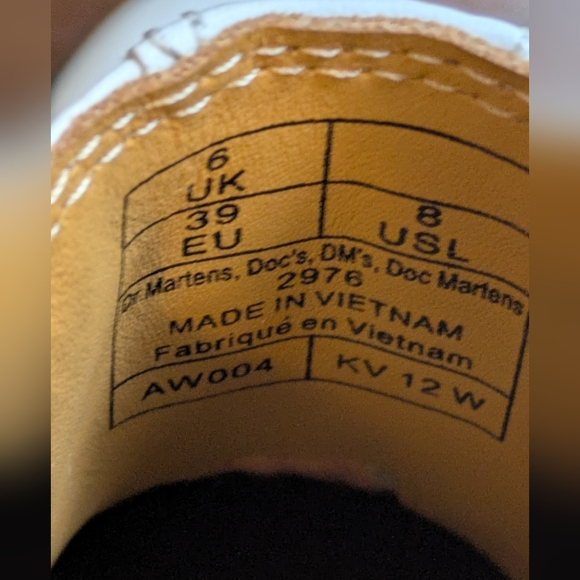 6
UK
39
EU
8
USL
Dr.Martens, Doc's, DM's, Doc Martens
2976
MADE IN VIETNAM
Fabriqué en Vietnam
AW004
KV 12 W